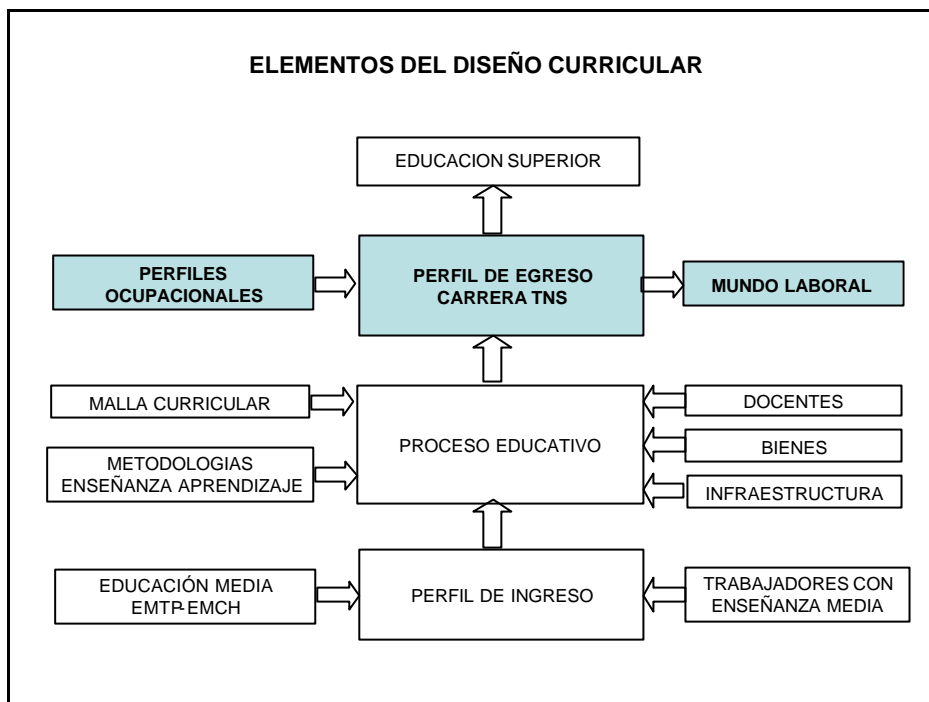 ELEMENTOS DEL DISEÑO CURRICULAR
EDUCACION SUPERIOR
PERFILES
OCUPACIONALES
PERFIL DE EGRESO
CARRERA TNS
MUNDO LABORAL
MALLA CURRICULAR
METODOLOGIAS
ENSEÑANZA APRENDIZAJE
PROCESO EDUCATIVO
DOCENTES
BIENES
INFRAESTRUCTURA
EDUCACIÓN MEDIA
EMTP-EMCH
PERFIL DE INGRESO
TRABAJADORES CON
ENSEÑANZA MEDIA